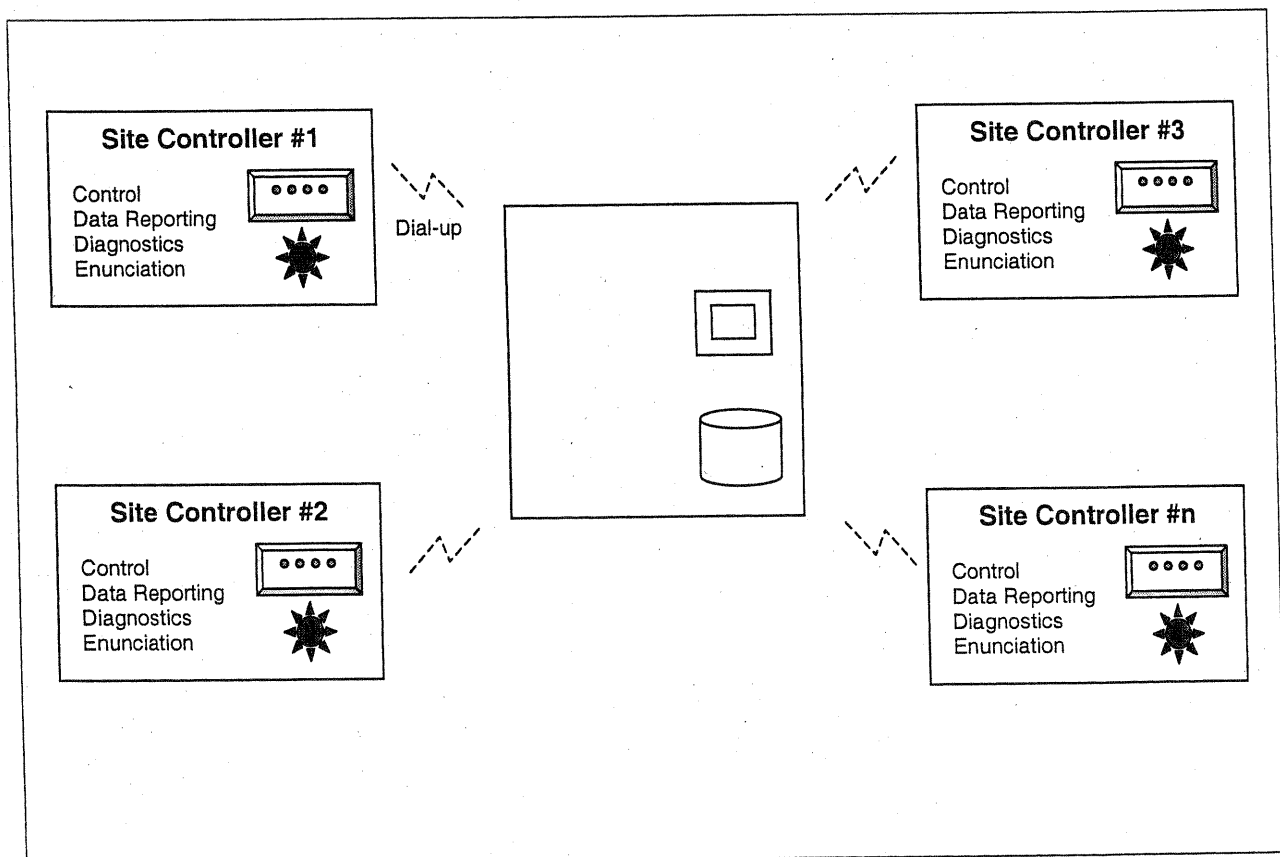 Site Controller #1
Control
Data Reporting
Diagnostics
Enunciation
Dial-up
Site Controller #3
Control
Data Reporting
Diagnostics
Enunciation
Site Controller #2
Control
Data Reporting
Diagnostics
Enunciation
Site Controller #n
Control
Data Reporting
Diagnostics
Enunciation